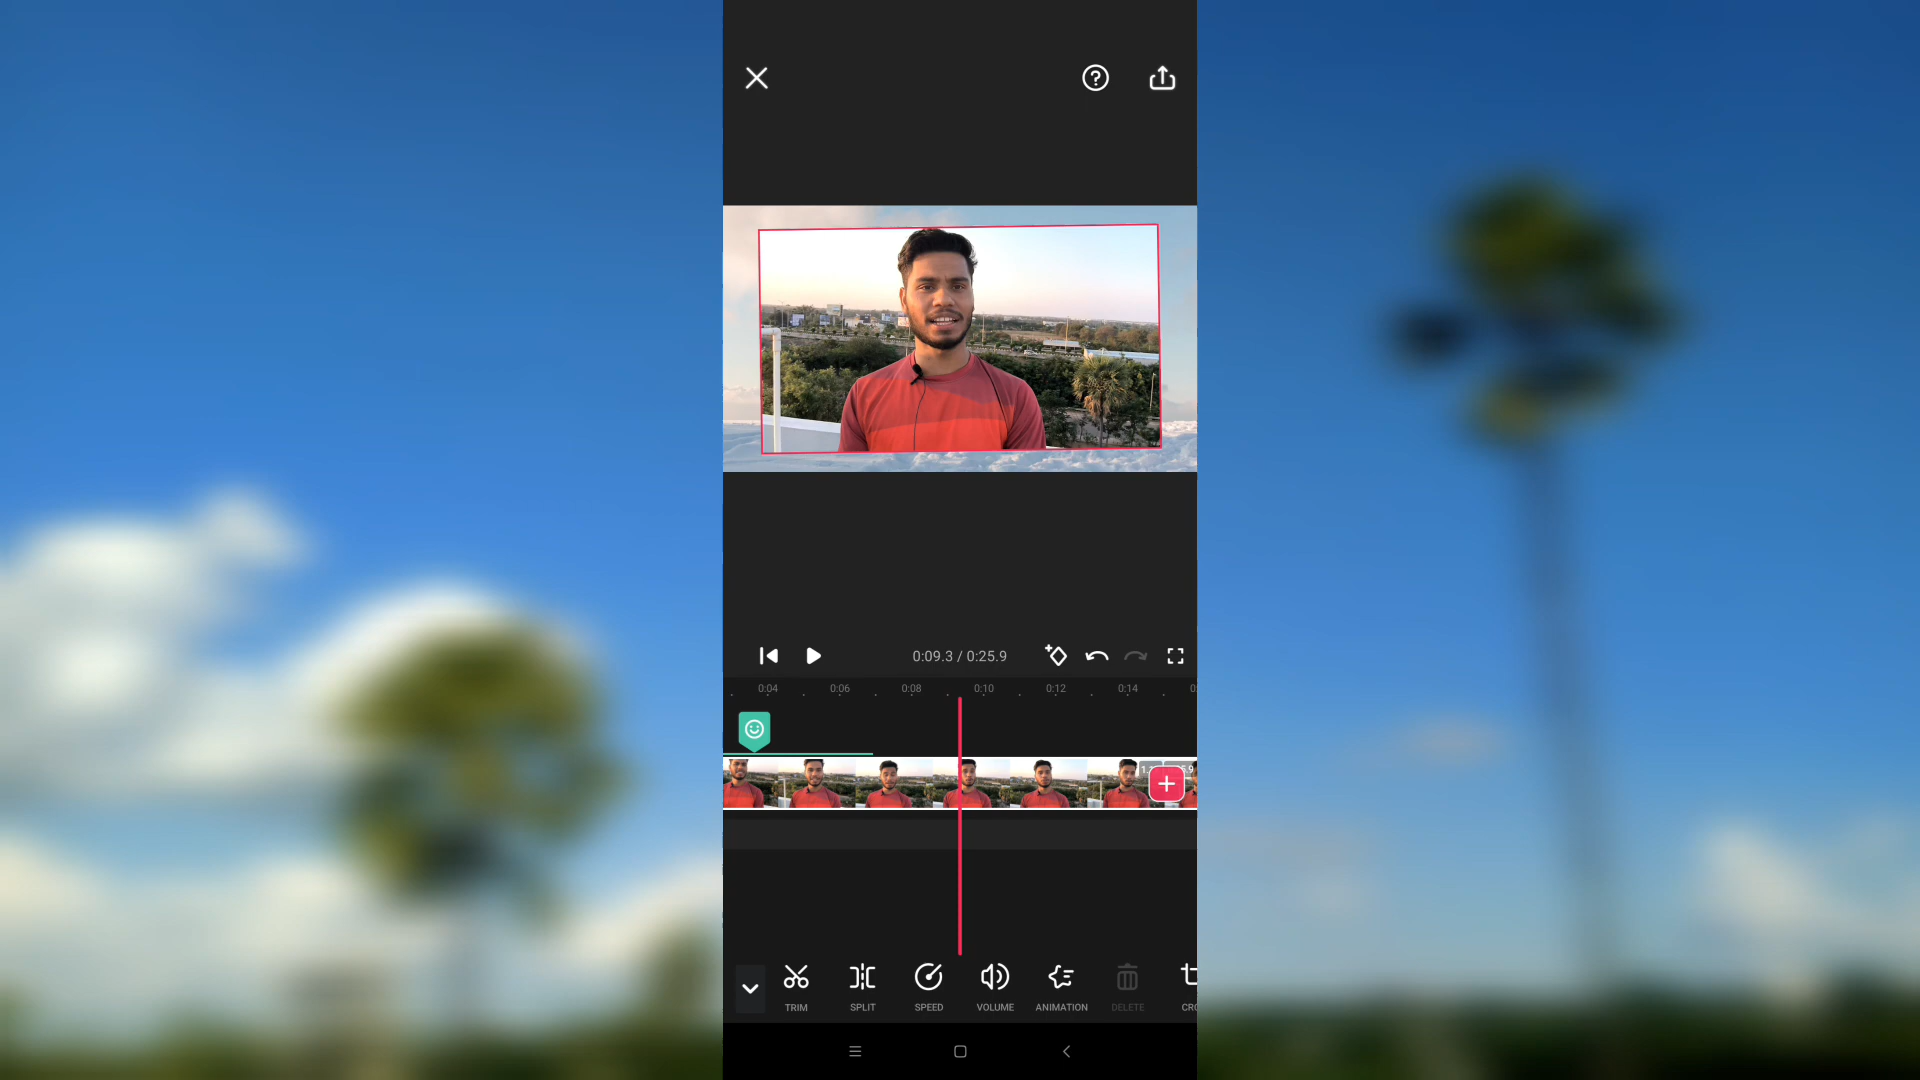 0:09.3 / 0:25.9
0:04 0:06 0:08 0:10 0:12 0:14
TRIM SPLIT SPEED VOLUME ANIMATION DELETE CRO